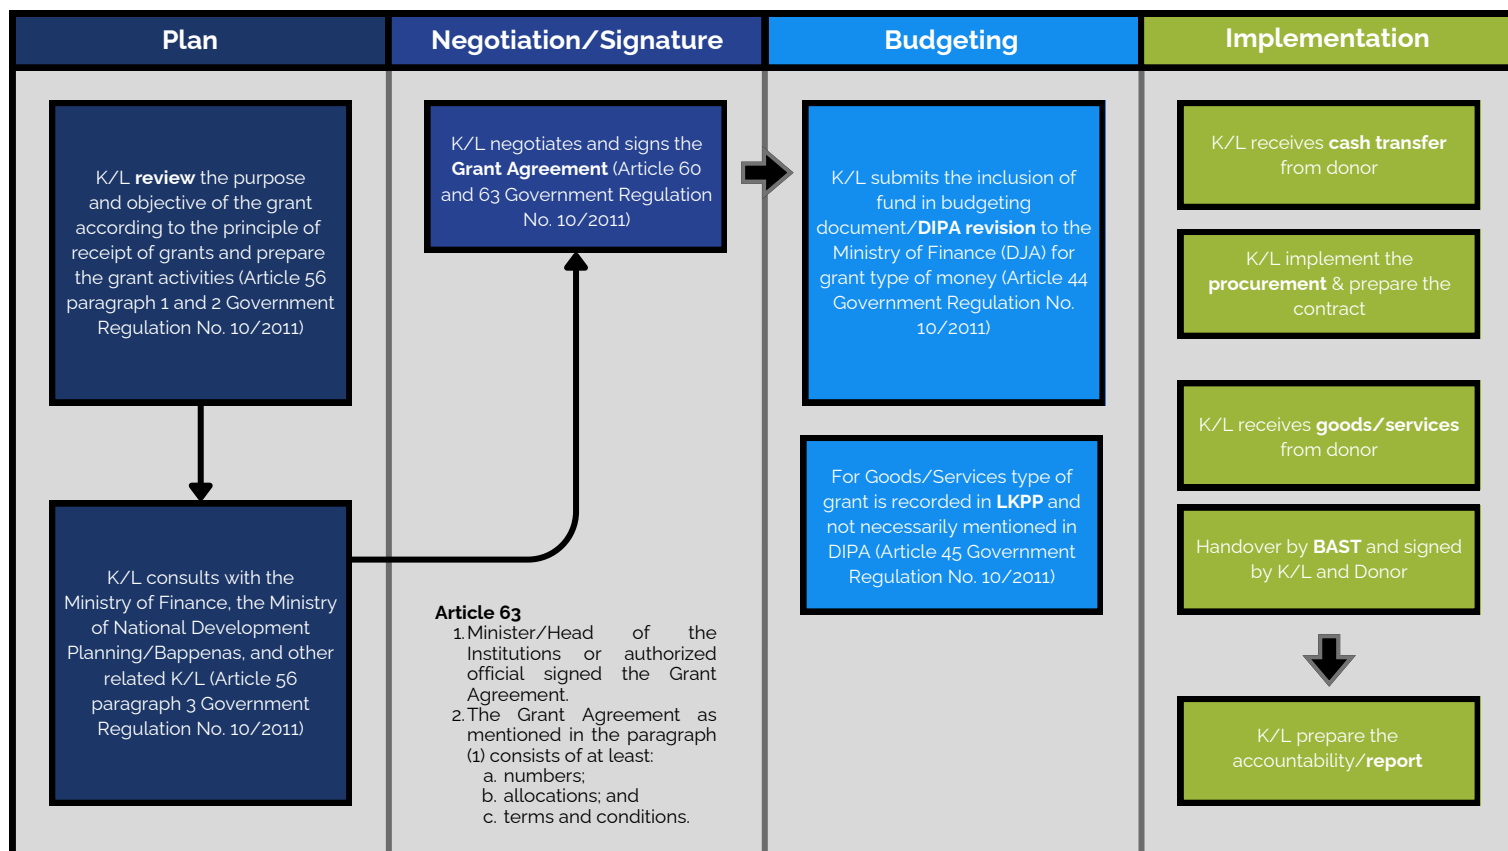 Plan
K/L review the purpose
and objective of the grant
according to the principle of
receipt of grants and prepare
the grant activities (Article 56
paragraph 1 and 2 Government
Regulation No. 10/2011)
K/L consults with the
Ministry of Finance, the Ministry
of National Development
Planning/Bappenas, and other
related K/L (Article 56
paragraph 3 Government
Regulation No. 10/2011)
Negotiation/Signature
K/L negotiates and signs the
Grant Agreement (Article 60
and 63 Government Regulation
No. 10/2011)
Article 63
1. Minister/Head of the
Institutions or authorized
official signed the Grant
Agreement.
2. The Grant Agreement as
mentioned in the paragraph
(1) consists of at least:
a. numbers;
b. allocations; and
c. terms and conditions.
Budgeting
K/L submits the inclusion of
fund in budgeting
document/DIPA revision to the
Ministry of Finance (DJA) for
grant type of money (Article 44
Government Regulation No.
10/2011)
For Goods/Services type of
grant is recorded in LKPP and
not necessarily mentioned in
DIPA (Article 45 Government
Regulation No. 10/2011)
Implementation
K/L receives cash transfer
from donor
K/L implement the
procurement & prepare the
contract
K/L receives goods/services
from donor
Handover by BAST and signed
by K/L and Donor
K/L prepare the
accountability/report